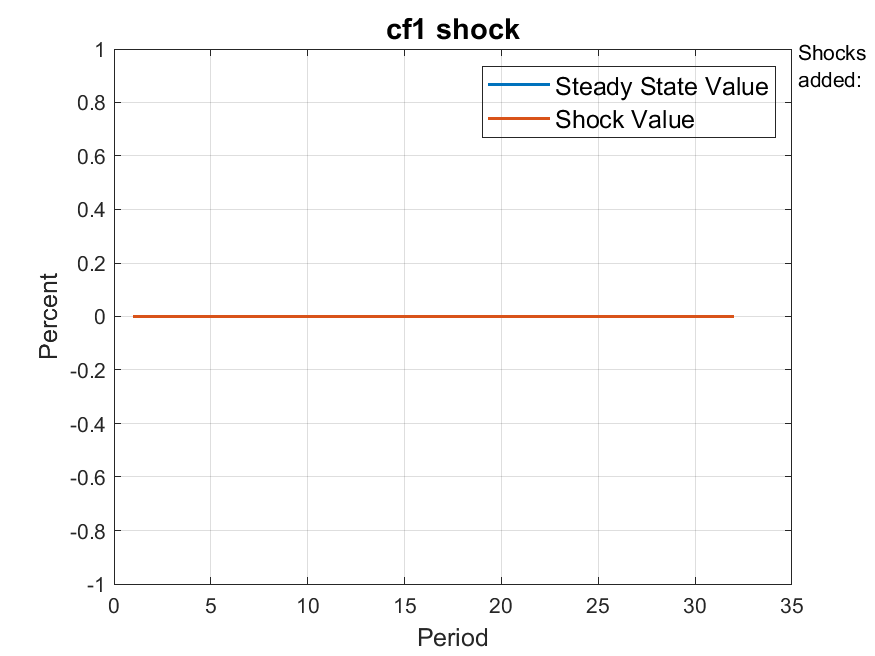 cf1 shock
Shocks
added:
Steady State Value
Shock Value
1
0.8
0.6
0.4
0.2
0
-0.2
-0.4
-0.6
-0.8
-1
Percent
0 5 10 15 20 25 30 35
Period